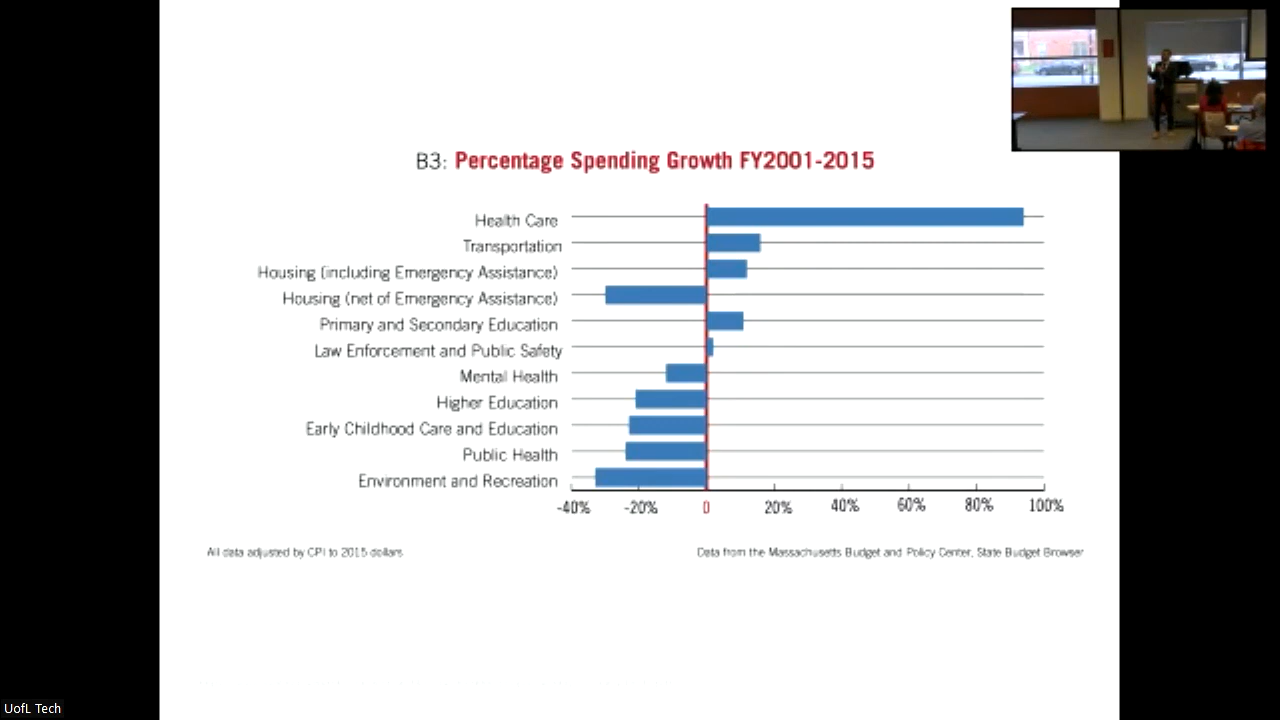 B3: Percentage Spending Growth FY2001-2015
Health Care
Transportation
Housing (including Emergency Assistance)
Housing (net of Emergency Assistance)
Primary and Secondary Education
Law Enforcement and Public Safety
Mental Health
Higher Education
Early Childhood Care and Education
Public Health
Environment and Recreation
-40% -20% 0 20% 40% 60% 80% 100%
All data adjusted by CPI to 2015 dollars
Data from the Massachusetts Budget and Policy Center, State Budget Browser
UofL Tech